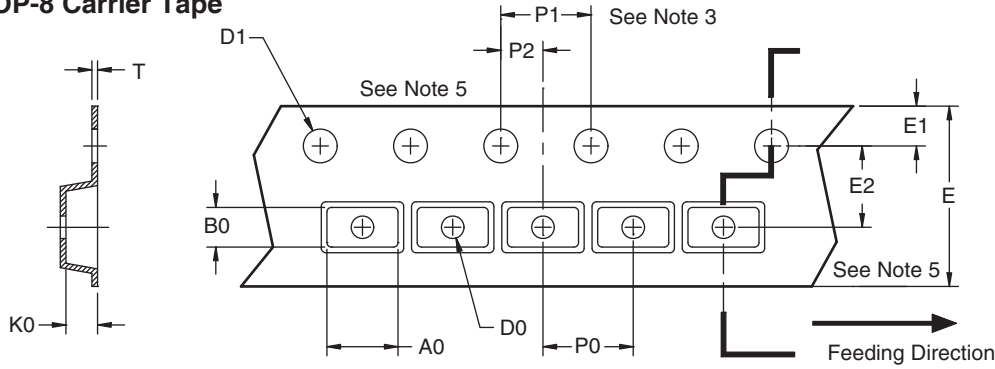 OP-8 Carrier Tape
P1
See Note 3
D1
P2
T
See Note 5
E1
E2
E
B0
See Note 5
K0
D0
A0
P0
Feeding Direction